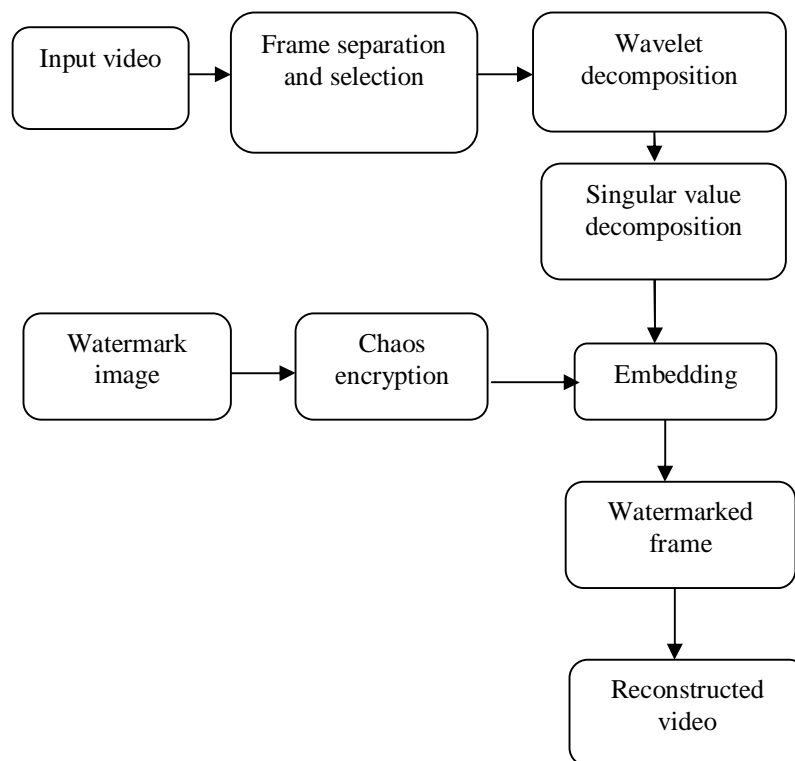 Input video
Frame separation
and selection
Wavelet
decomposition
Singular value
decomposition
Watermark
image
Chaos
encryption
Embedding
Watermarked
frame
Reconstructed
video